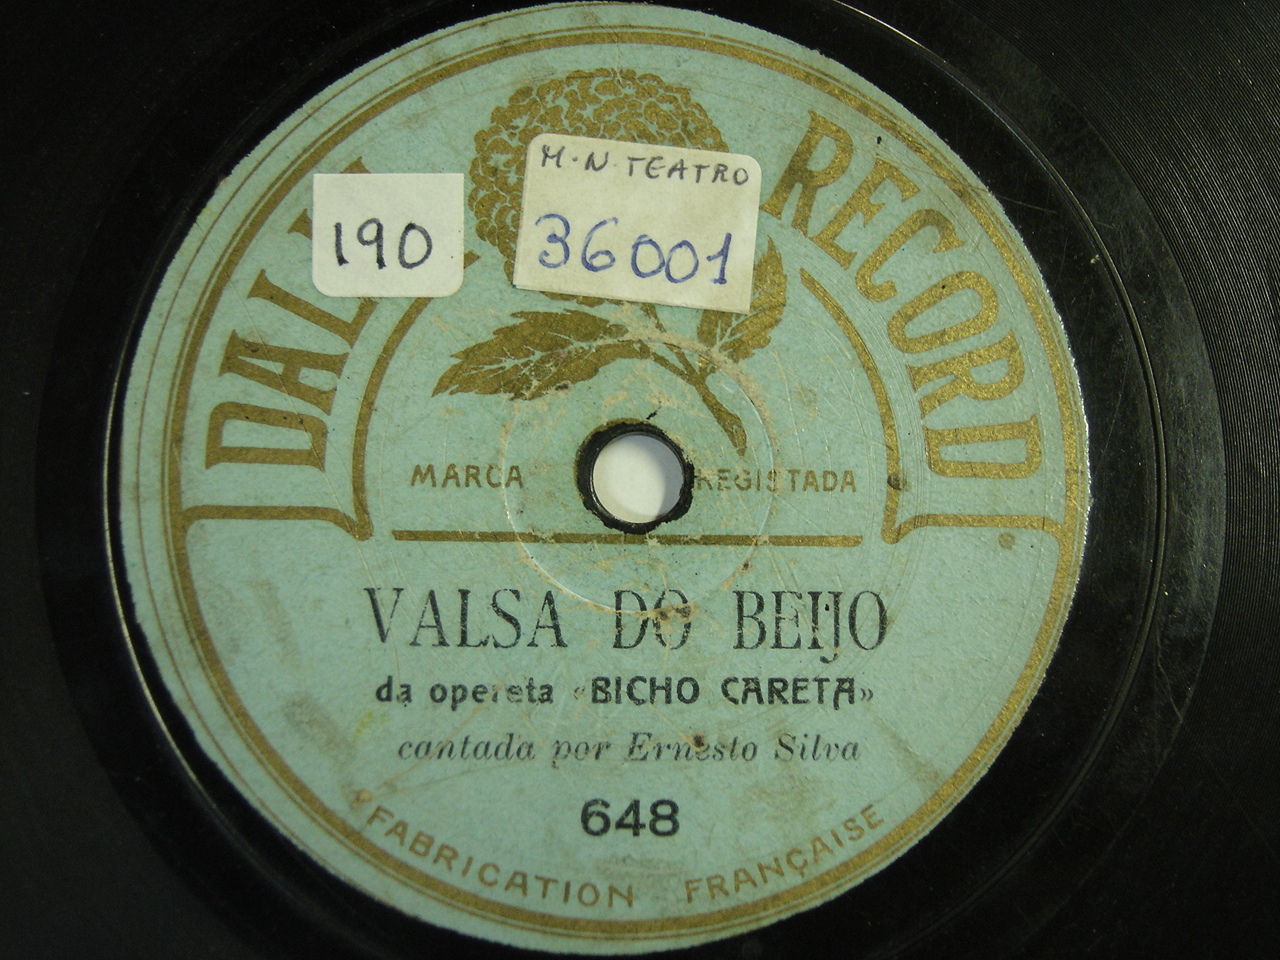 M.N. TEATRO
36001
190
RECORD
MARCA REGISTADA
VALSA DO BEIJO
da opereta «BICHO CARETA»
cantada por Ernesto Silva
648
FABRICATION FRANÇAISE